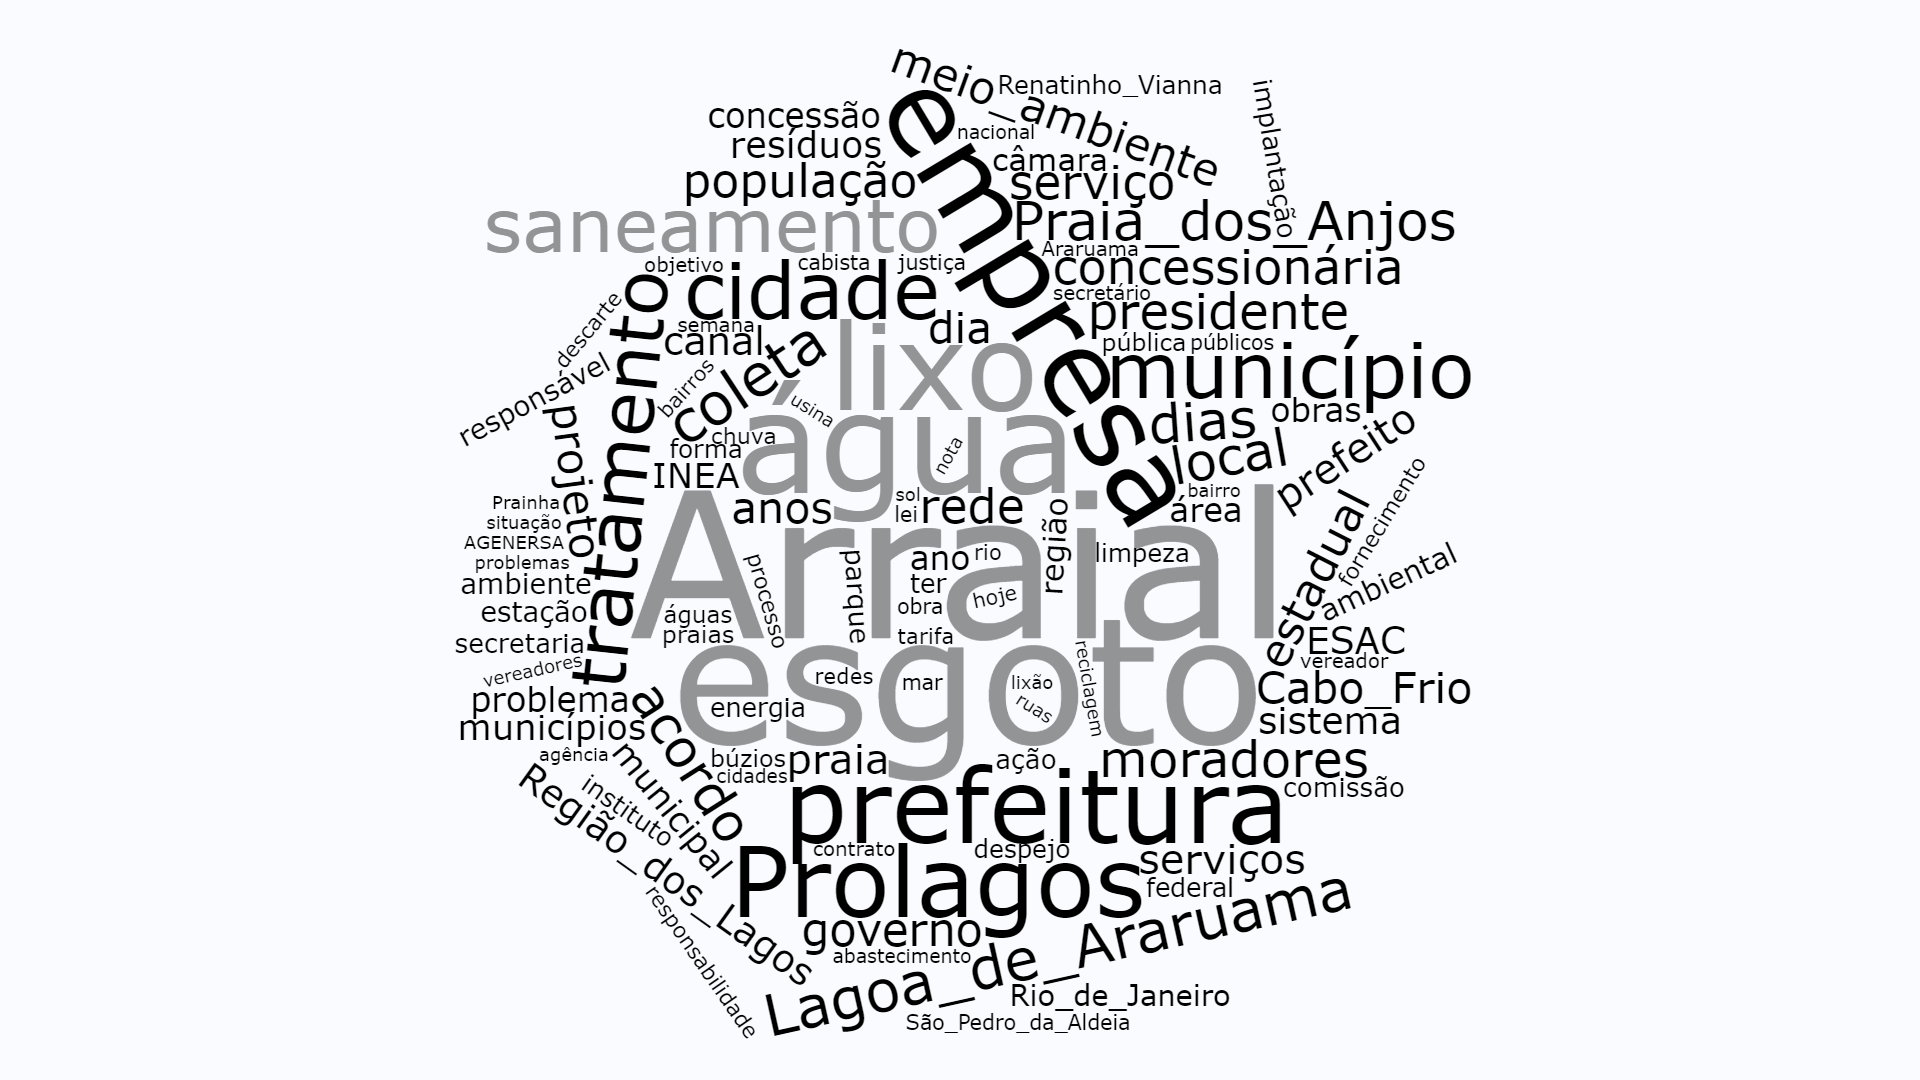 meio_ambiente
Renatinho_Vianna
implantação
concessão
empresa
nacional
resíduos
câmara
população
serviço
saneamento
Praia_dos_Anjos
Araruama
objetivo
cabista
justiça
concessionária
cidade
secretário
descarte
tratamento
semana
canal
coleta
lixo
dia
presidente
pública
públicos
município
responsável
bairros
usina
água
dias
obras
projeto
chuva
forma
nota
local
prefeito
INEA
Prainha
anos
sol
lei
rede
região
bairro
área
fornecimento
situação
AGENERSA
problemas
ambiente
estação
Arraial
processo
parque
ano
rio
limpeza
ter
hoje
obra
estadual
ambiental
águas
praias
tarifa
secretaria
ESAC
vereadores
vereador
redes
mar
lixão
ruas
reciclagem
esgoto
problema
municípios
acordo
energia
Cabo_Frio
sistema
agência
municipal
búzios
cidades
praia
ação
moradores
comissão
Região_dos_Lagos
instituto
prefeitura
contrato
despejo
Prolagos
serviços
federal
responsabilidade
governo
abastecimento
Lagoa_de_Araruama
Rio_de_Janeiro
São_Pedro_da_Aldeia